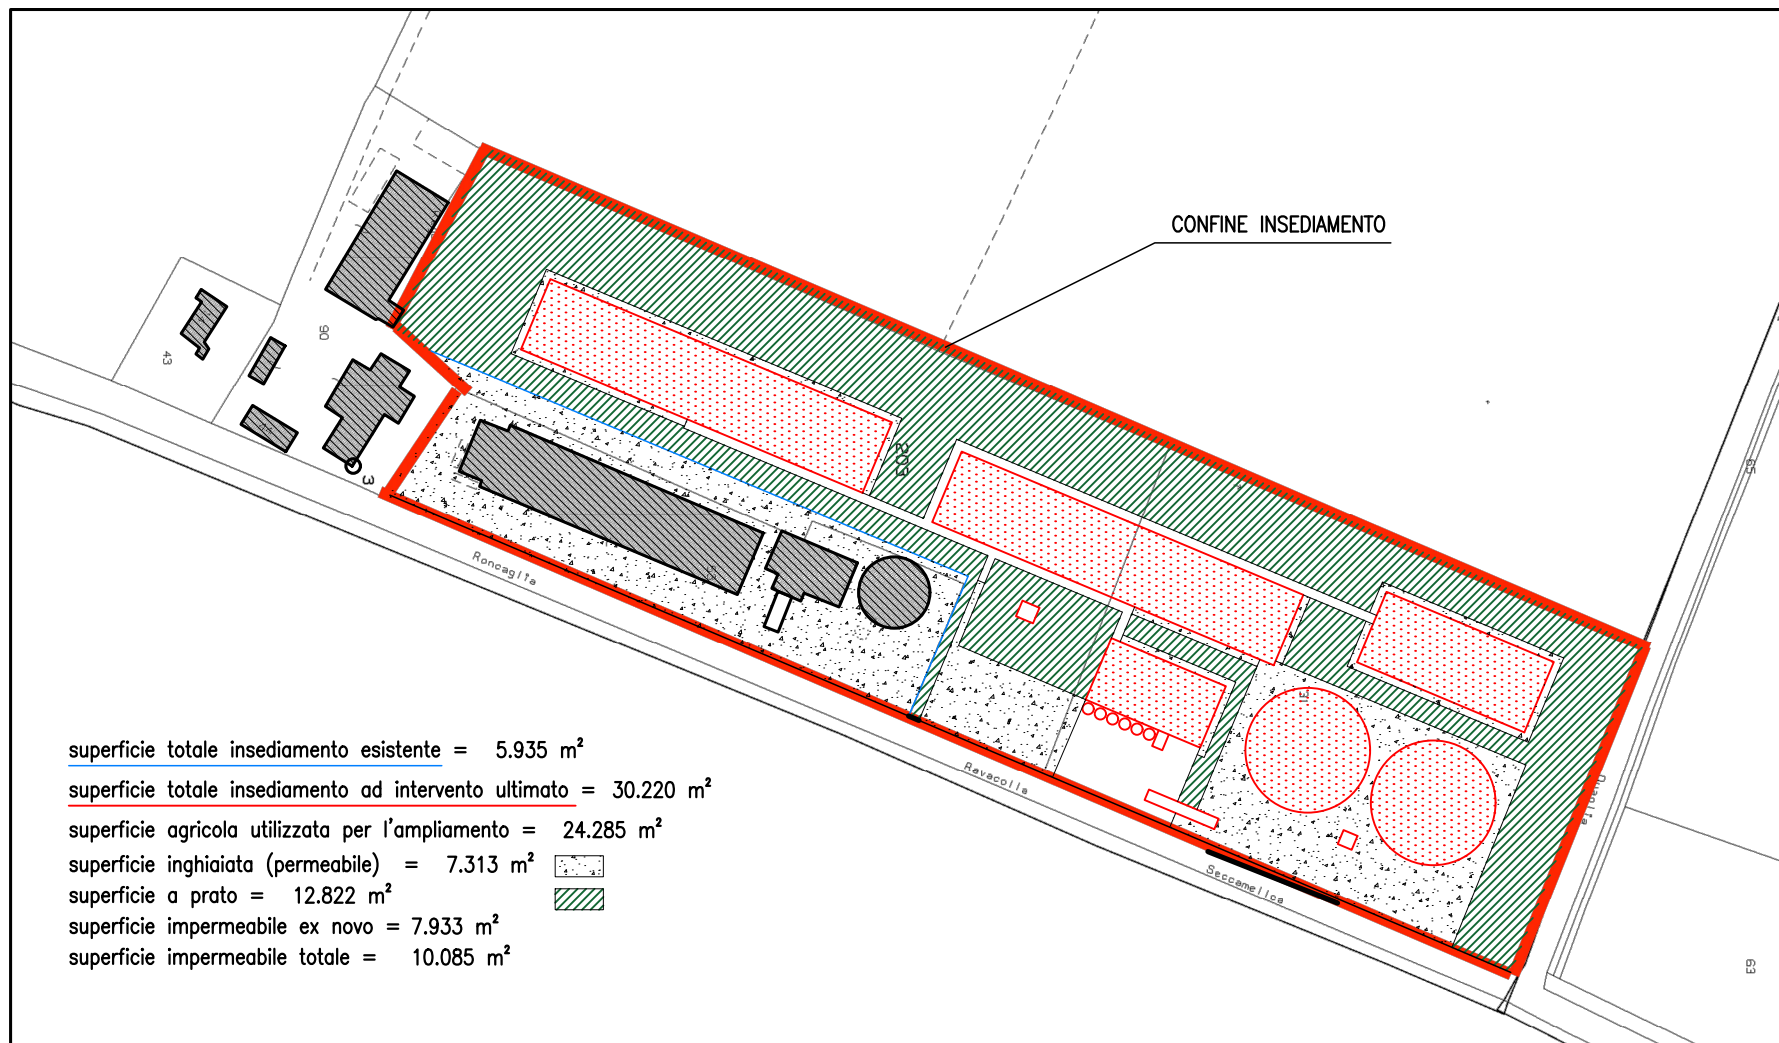 CONFINE INSEDIAMENTO
90
43
3
203
65
Roncaglia
Ravacolla
Seccamelica
63
superficie totale insediamento esistente = 5.935 m²
superficie totale insediamento ad intervento ultimato = 30.220 m²
superficie agricola utilizzata per l'ampliamento = 24.285 m²
superficie inghiaiata (permeabile) = 7.313 m²
superficie a prato = 12.822 m²
superficie impermeabile ex novo = 7.933 m²
superficie impermeabile totale = 10.085 m²